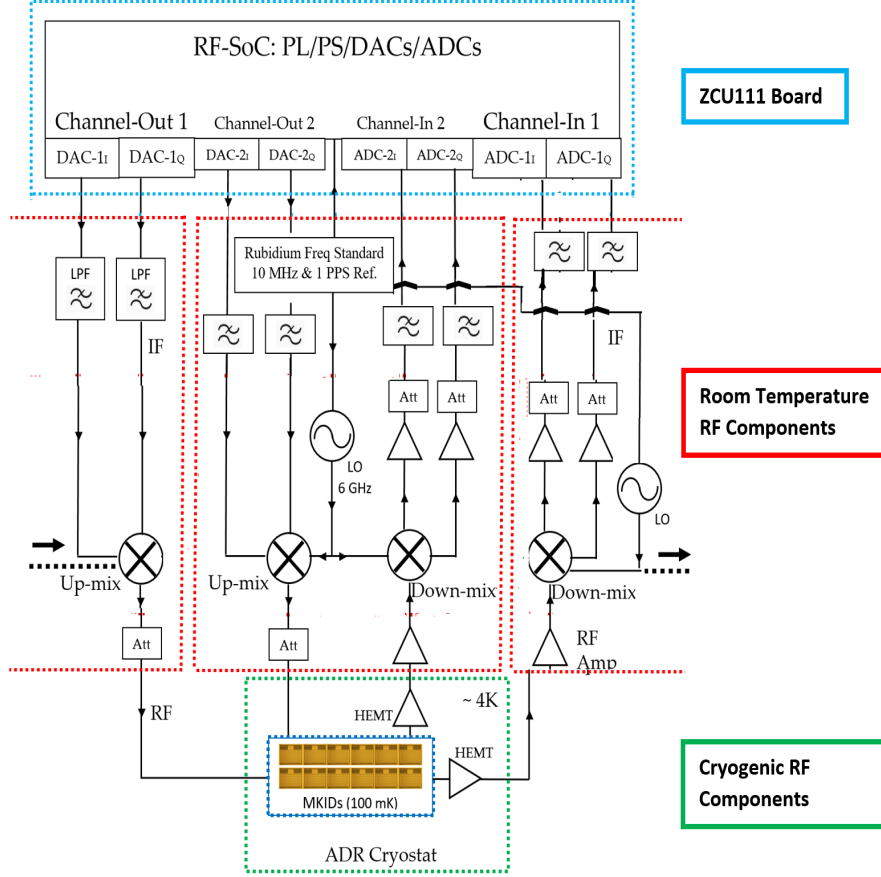 RF-SoC: PL/PS/DACs/ADCs
ZCU111 Board
Channel-Out 1
Channel-Out 2
Channel-In 2
Channel-In 1
DAC-1I
DAC-1Q
DAC-2I
DAC-2Q
ADC-2I
ADC-2Q
ADC-1I
ADC-1Q
Rubidium Freq Standard
10 MHz & 1 PPS Ref.
LPF
LPF
IF
IF
Att
Att
Att
Att
Room Temperature
RF Components
LO
6 GHz
LO
Up-mix
Up-mix
Down-mix
Down-mix
Att
Att
RF
Amp
RF
HEMT
~ 4K
HEMT
MKIDs (100 mK)
Cryogenic RF
Components
ADR Cryostat